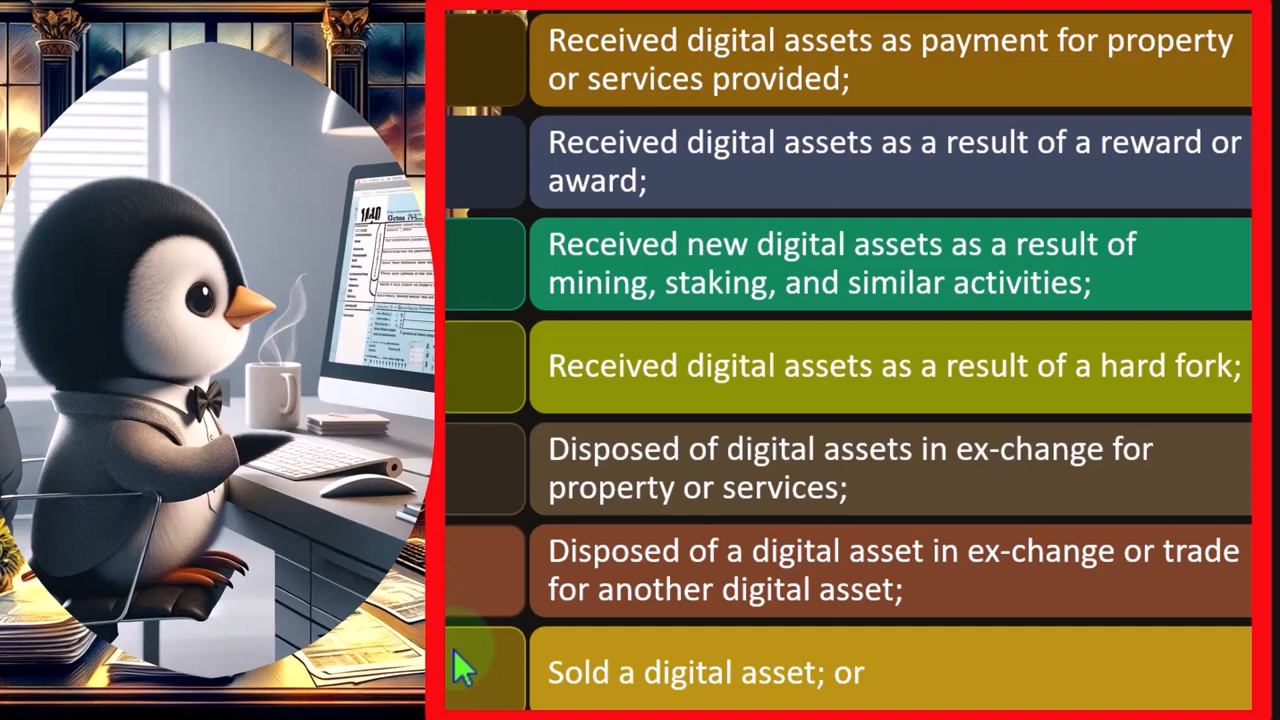 Received digital assets as payment for property
or services provided;
Received digital assets as a result of a reward or
award;
Received new digital assets as a result f
mining, staking, and similar activities;
Received digital assets as a result of a hard fork;
Disposed of digital assets in ex-change for
property or services;
Disposed of a digital asset in ex-change or trade
for another digital asset;
Sold a digital asset; or